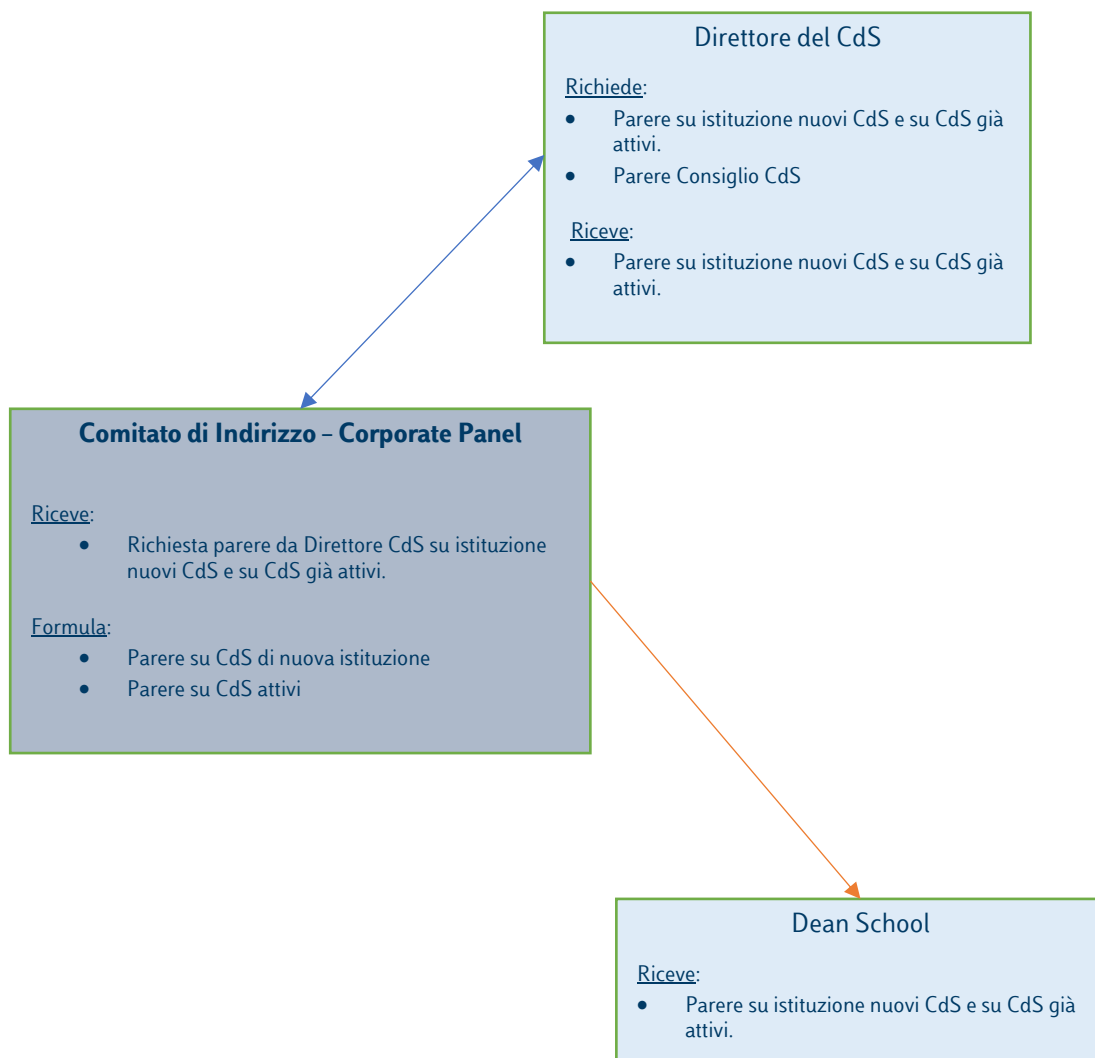 Direttore del CdS
Richiede:
• Parere su istituzione nuovi CdS e su CdS già
attivi.
• Parere Consiglio CdS
Riceve:
• Parere su istituzione nuovi CdS e su CdS già
attivi.
Comitato di Indirizzo – Corporate Panel
Riceve:
• Richiesta parere da Direttore CdS su istituzione
nuovi CdS e su CdS già attivi.
Formula:
• Parere su CdS di nuova istituzione
• Parere su CdS attivi
Dean School
Riceve:
• Parere su istituzione nuovi CdS e su CdS già
attivi.